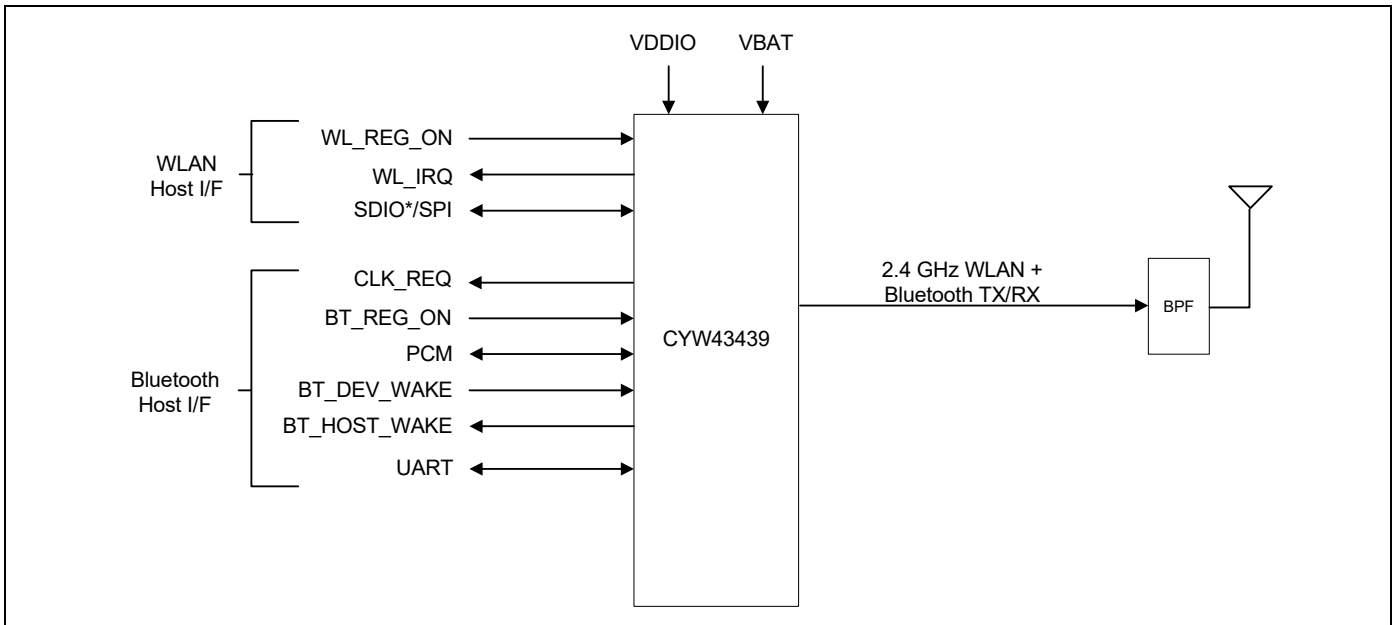 VDDIO
VBAT
WLAN
Host I/F
WL_REG_ON
WL_IRQ
SDIO*/SPI
Bluetooth
Host I/F
CLK_REQ
BT_REG_ON
PCM
BT_DEV_WAKE
BT_HOST_WAKE
UART
CYW43439
2.4 GHz WLAN +
Bluetooth TX/RX
BPF